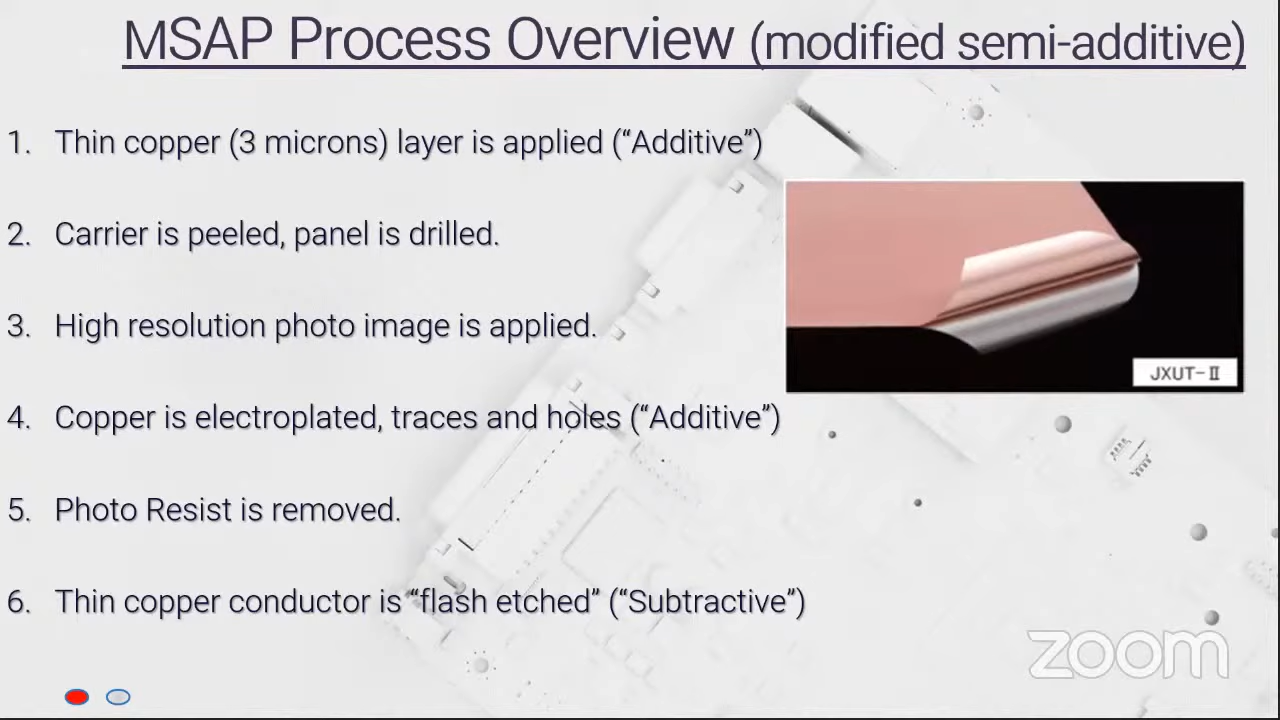 MSAP Process Overview (modified semi-additive)
1. Thin copper (3 microns) layer is applied (“Additive”)
2. Carrier is peeled, panel is drilled.
3. High resolution photo image is applied.
4. Copper is electroplated, traces and holes (“Additive”)
5. Photo Resist is removed.
6. Thin copper conductor is “flash etched” (“Subtractive”)
JXUT-II
zoom